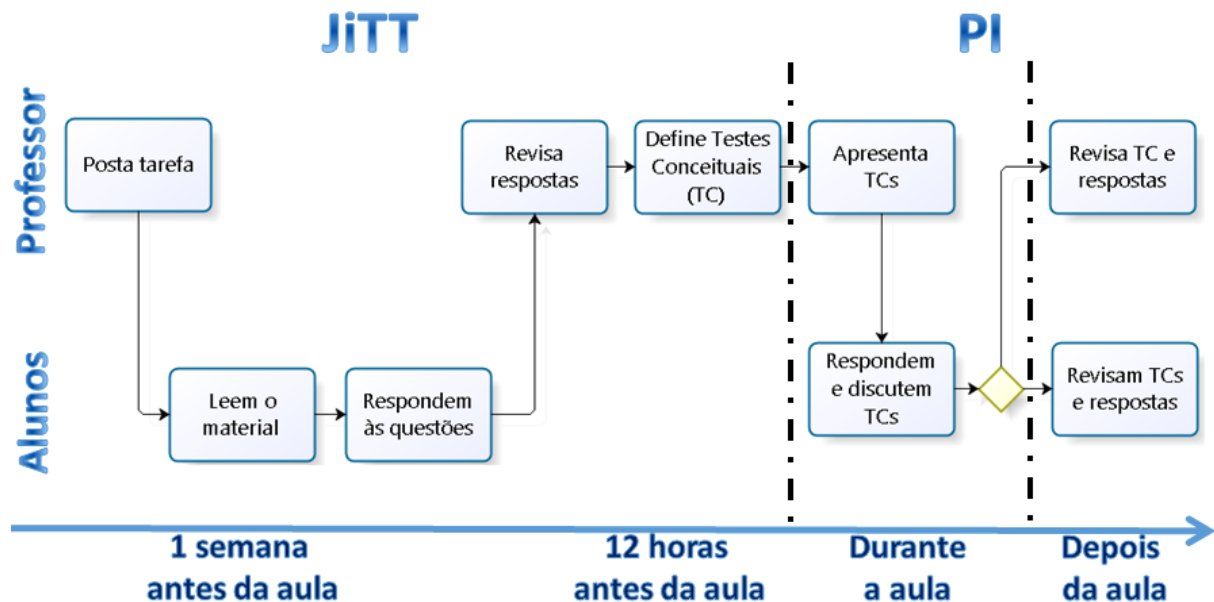 JiTT
PI
Professor
Posta tarefa
Revisa
respostas
Define Testes
Conceituais
(TC)
Apresenta
TCs
Revisa TC e
respostas
Alunos
Leem o
material
Respondem
às questões
Respondem
e discutem
TCs
Revisam TCs
e respostas
1 semana
antes da aula
12 horas
antes da aula
Durante
a aula
Depois
da aula